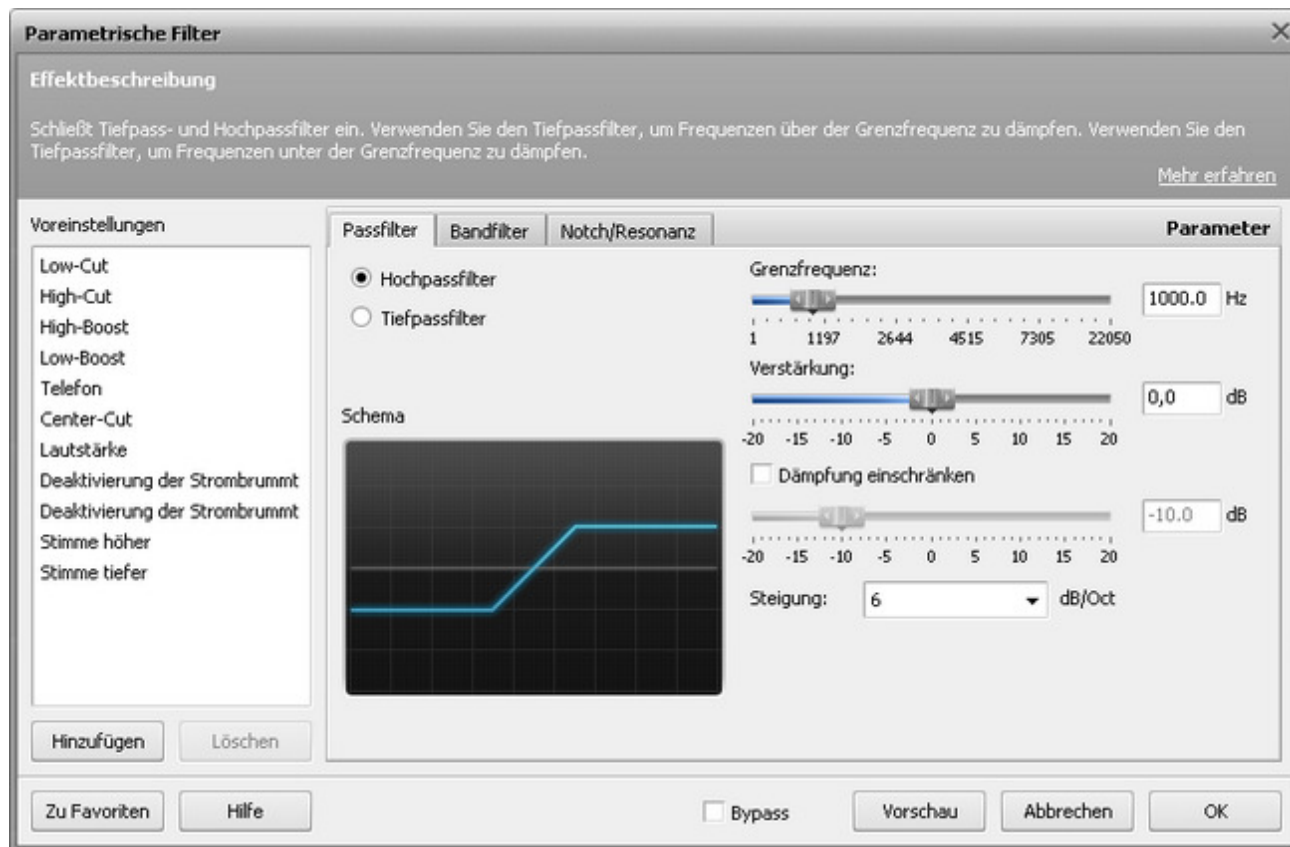 Parametrische Filter
Effektbeschreibung
Schließt Tiefpass- und Hochpassfilter ein. Verwenden Sie den Tiefpassfilter, um Frequenzen über der Grenzfrequenz zu dämpfen. Verwenden Sie den
Tiefpassfilter, um Frequenzen unter der Grenzfrequenz zu dämpfen.
Mehr erfahren
Voreinstellungen
Low-Cut
High-Cut
High-Boost
Low-Boost
Telefon
Center-Cut
Lautstärke
Deaktivierung der Strombrummt
Deaktivierung der Strombrummt
Stimme höher
Stimme tiefer
Hinzufügen Löschen
Passfilter Bandfilter Notch/Resonanz Parameter
Hochpassfilter
Tiefpassfilter
Schema
Grenzfrequenz:
1000.0 Hz
1 1197 2644 4515 7305 22050
Verstärkung:
0,0 dB
-20 -15 -10 -5 0 5 10 15 20
Dämpfung einschränken
-10.0 dB
-20 -15 -10 -5 0 5 10 15 20
Steigung: 6 dB/Oct
Zu Favoriten Hilfe Bypass Vorschau Abbrechen OK